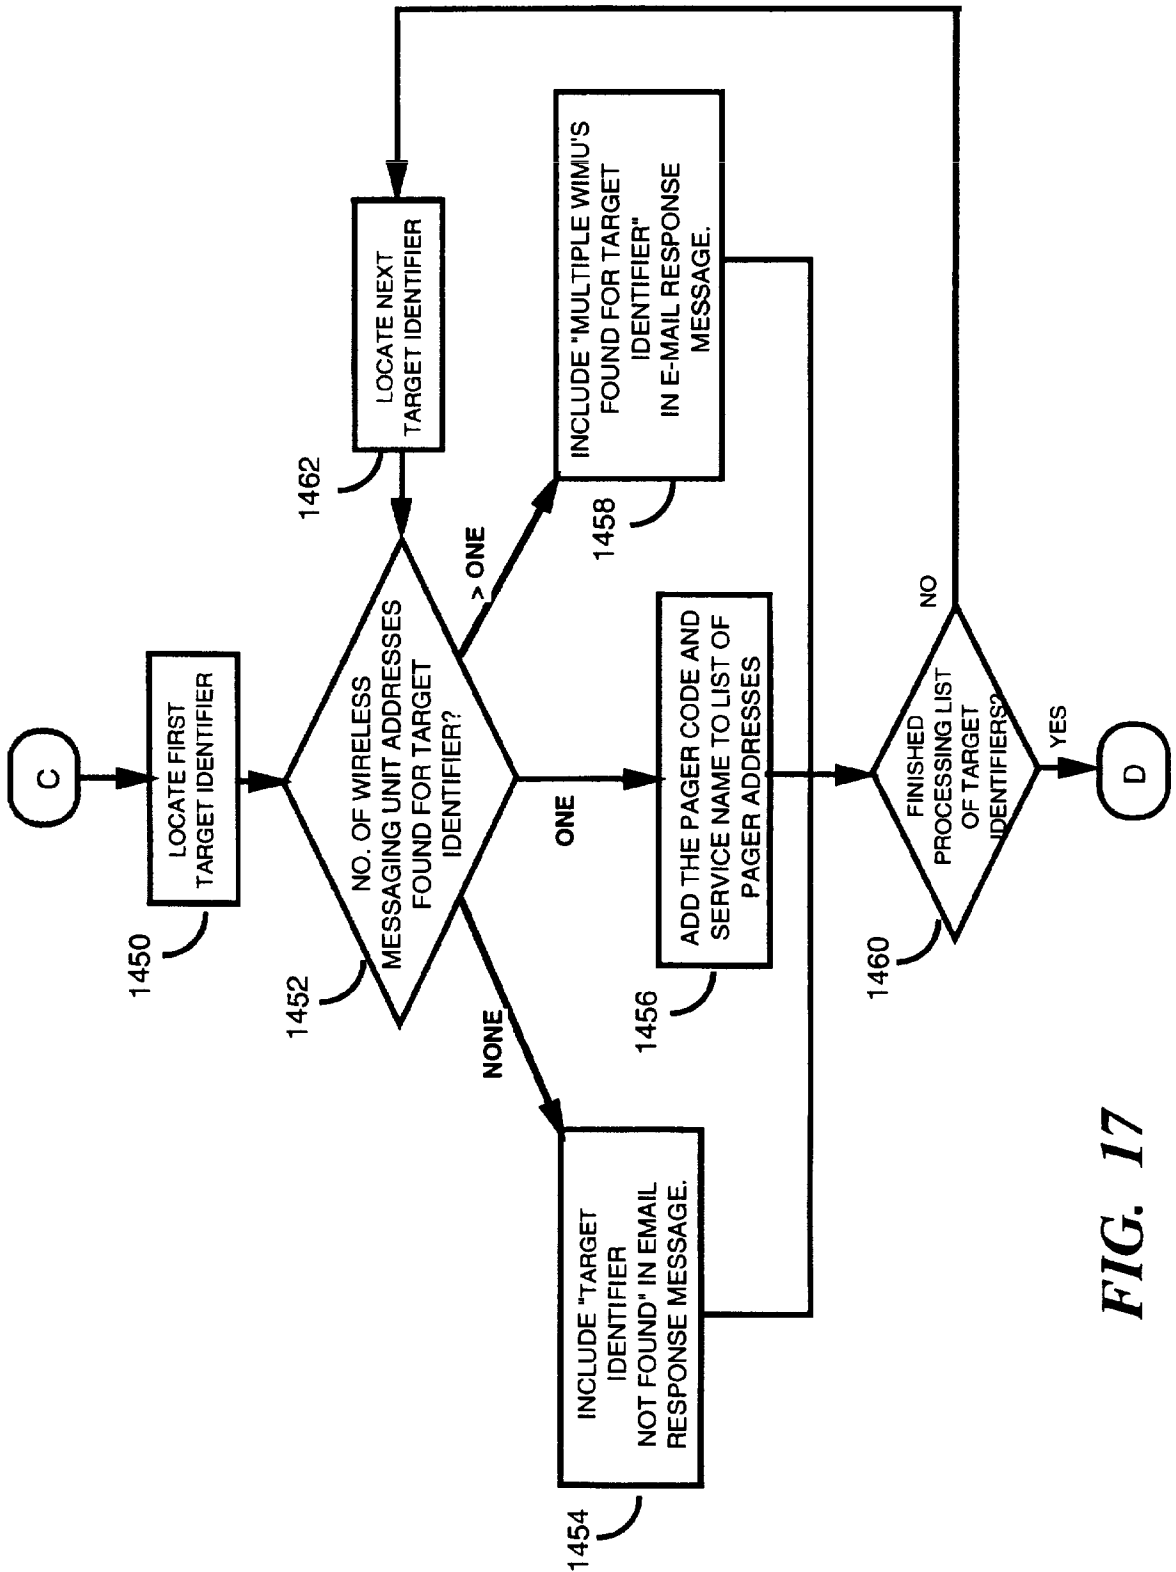 C
LOCATE FIRST
TARGET IDENTIFIER
1450
NO. OF WIRELESS
MESSAGING UNIT ADDRESSES
FOUND FOR TARGET
IDENTIFIER?
1452
LOCATE NEXT
TARGET IDENTIFIER
1462
NONE
ONE
> ONE
INCLUDE "TARGET
IDENTIFIER
NOT FOUND" IN EMAIL
RESPONSE MESSAGE.
1454
ADD THE PAGER CODE AND
SERVICE NAME TO LIST OF
PAGER ADDRESSES
1456
INCLUDE "MULTIPLE WIMU'S
FOUND FOR TARGET
IDENTIFIER"
IN E-MAIL RESPONSE
MESSAGE.
1458
FINISHED
PROCESSING LIST
OF TARGET
IDENTIFIERS?
1460
NO
YES
D
FIG. 17